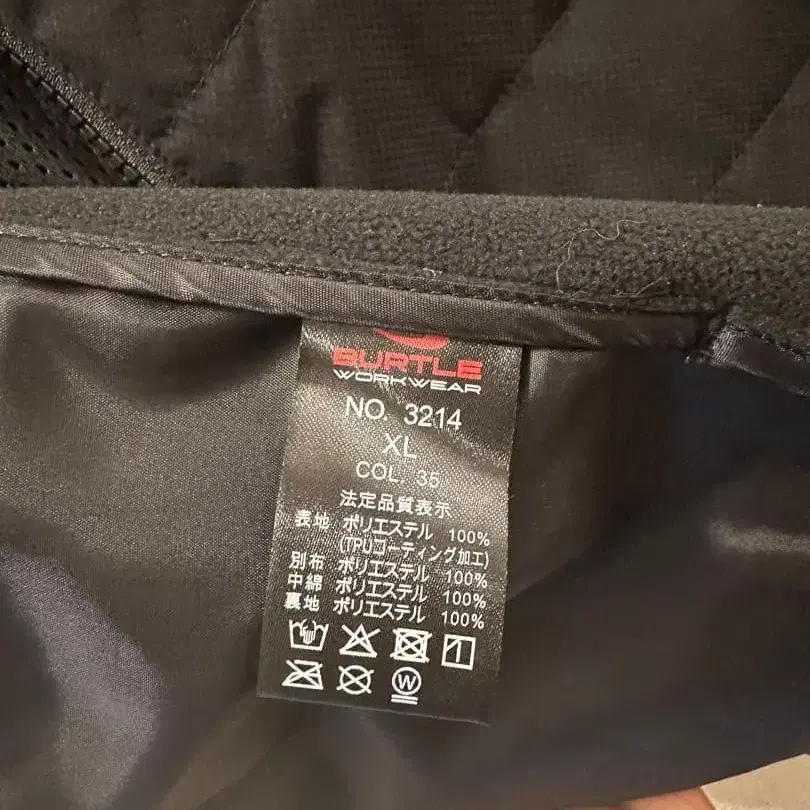 BURTLE
WORKWEAR
NO. 3214
XL
COL. 35
法定品質表示
表地 ポリエステル 100%
(TPUコーティング加工)
別布 ポリエステル 100%
中綿 ポリエステル 100%
裏地 ポリエステル 100%
W